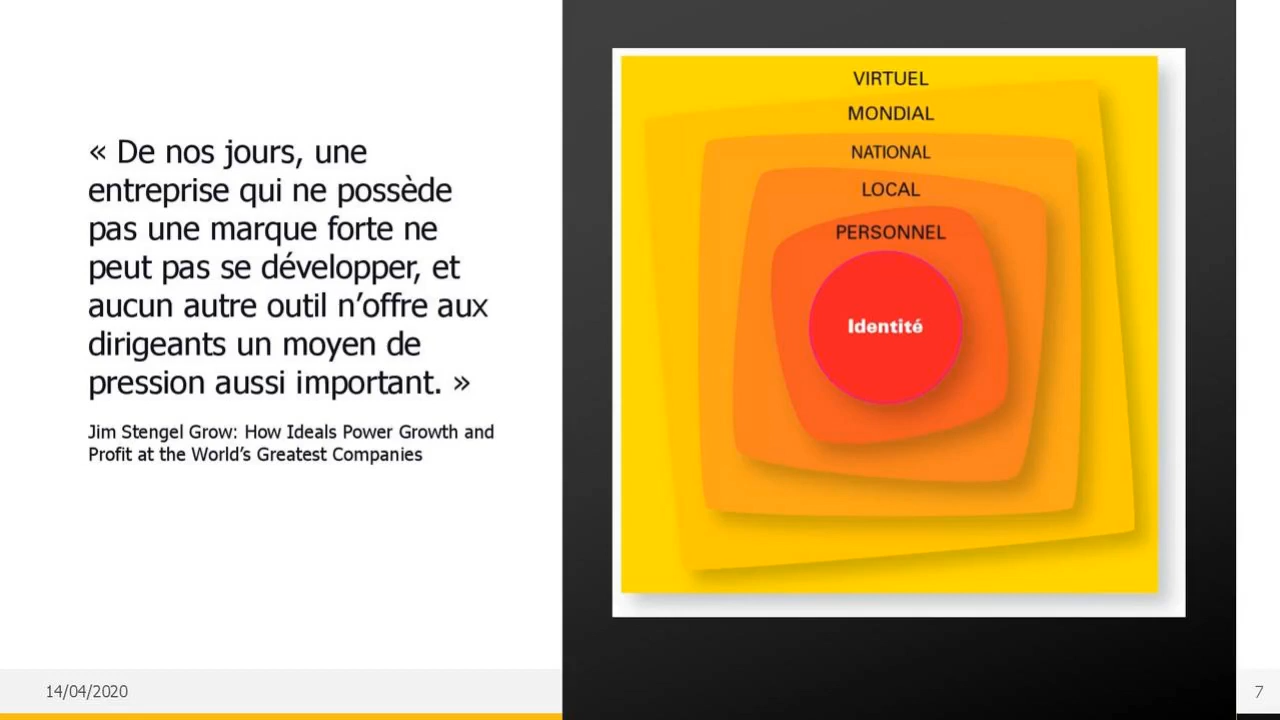 « De nos jours, une
entreprise qui ne possède
pas une marque forte ne
peut pas se développer, et
aucun autre outil n’offre aux
dirigeants un moyen de
pression aussi important. »
Jim Stengel Grow: How Ideals Power Growth and
Profit at the World’s Greatest Companies
VIRTUEL
MONDIAL
NATIONAL
LOCAL
PERSONNEL
Identité
14/04/2020
7